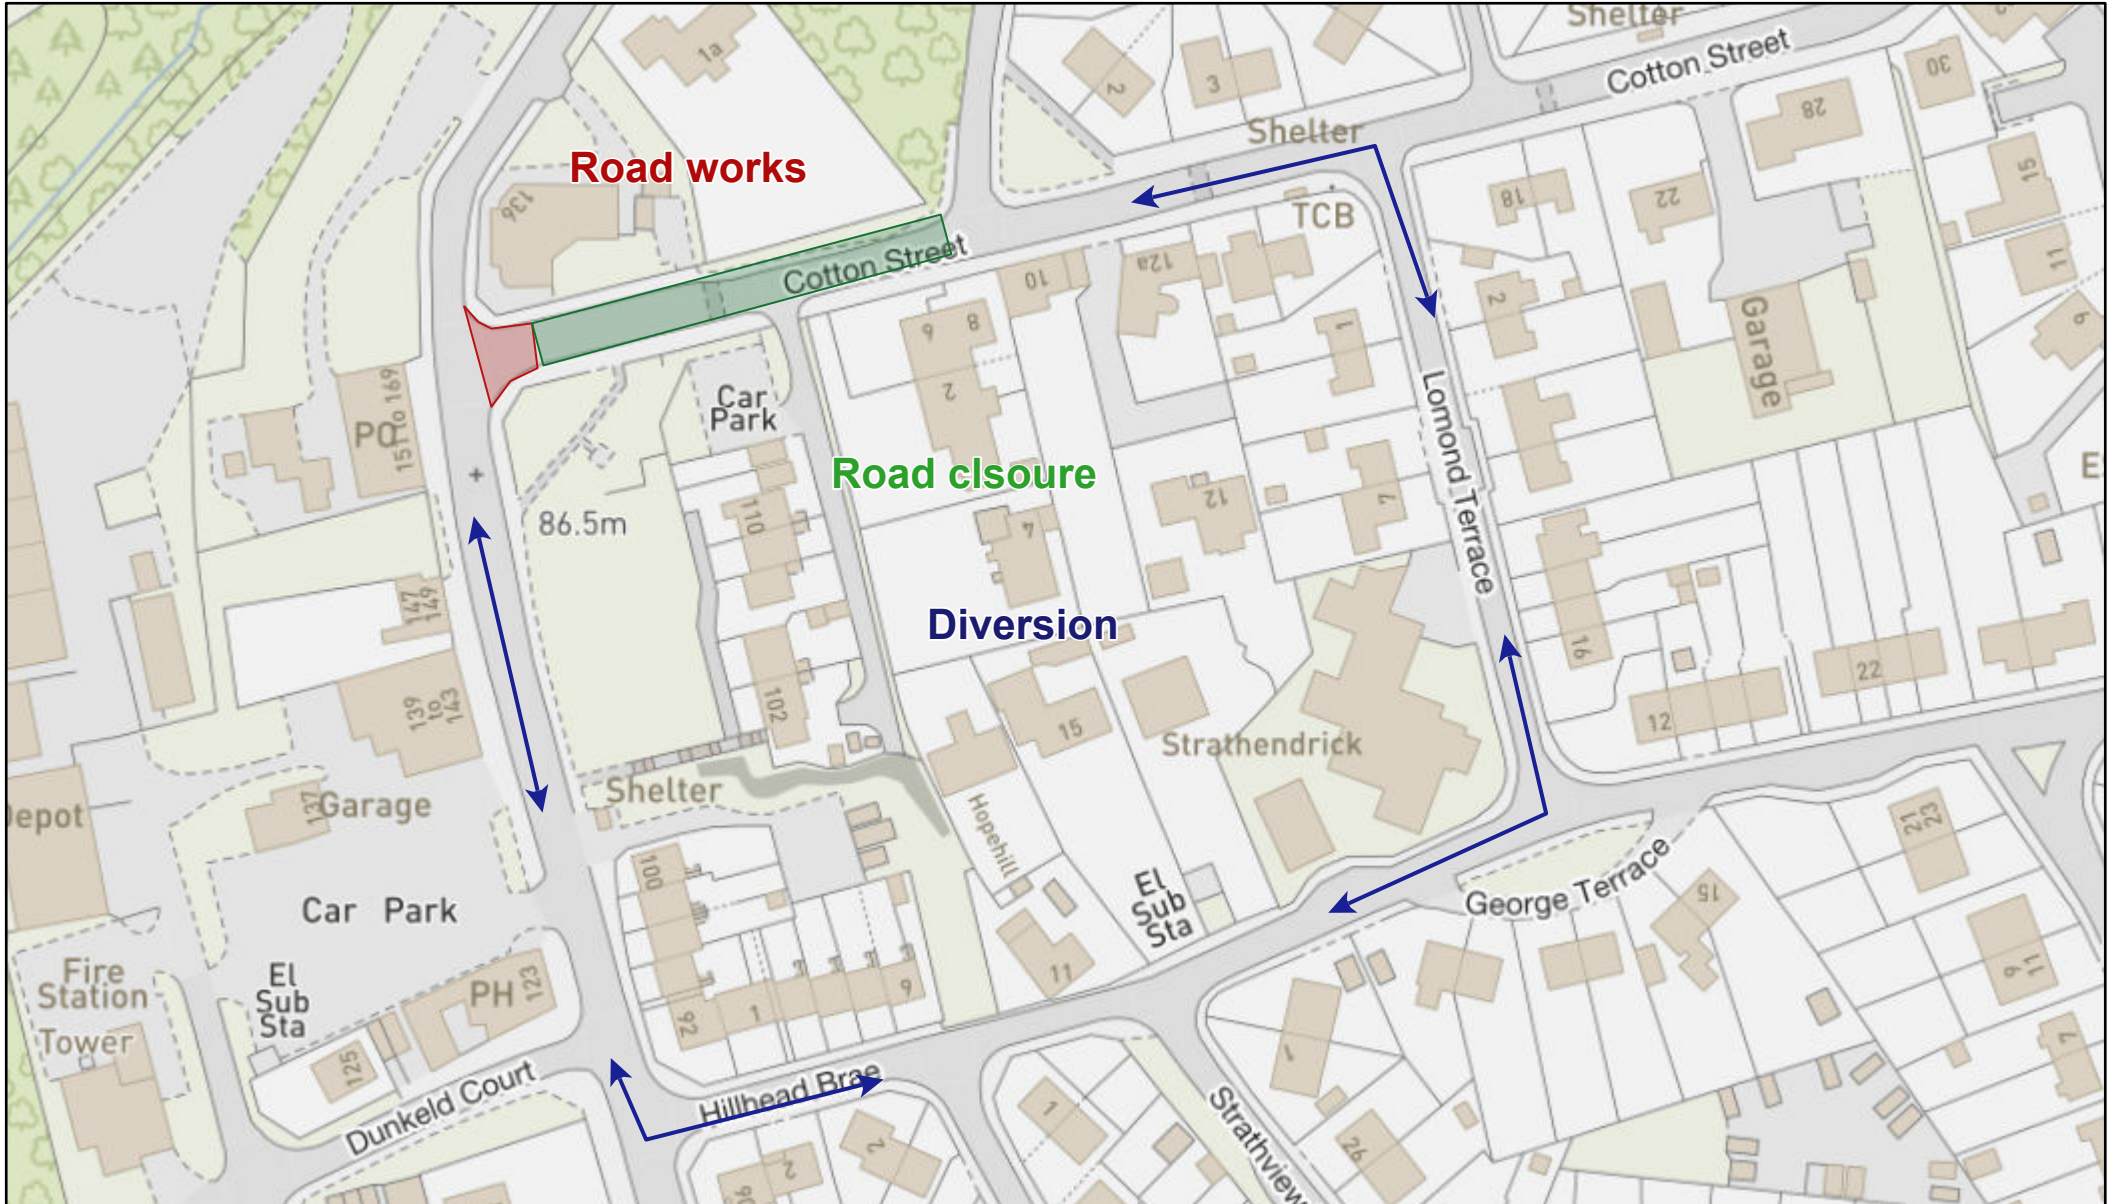 Shelter
Cotton Street
1a
2
3
30
28
Shelter
Road works
136
15
18
22
TCB
11
Cotton Street
10
12a
2
9
6
8
1
Garage
PO
151 to 169
Car
Park
2
Lomond Terrace
Road clsoure
7
12
110
4
86.5m
147
149
Diversion
16
22
139
to
143
102
15
12
Strathendrick
Shelter
Depot
137
Garage
Hopehill
21
23
100
George Terrace
El
Sub
Sta
15
Car Park
Fire
Station
Tower
El
Sub
Sta
PH
123
11
9
11
9
92
1
7
125
Hillhead Brae
Dunkeld Court
1
2
2
26
Strathview